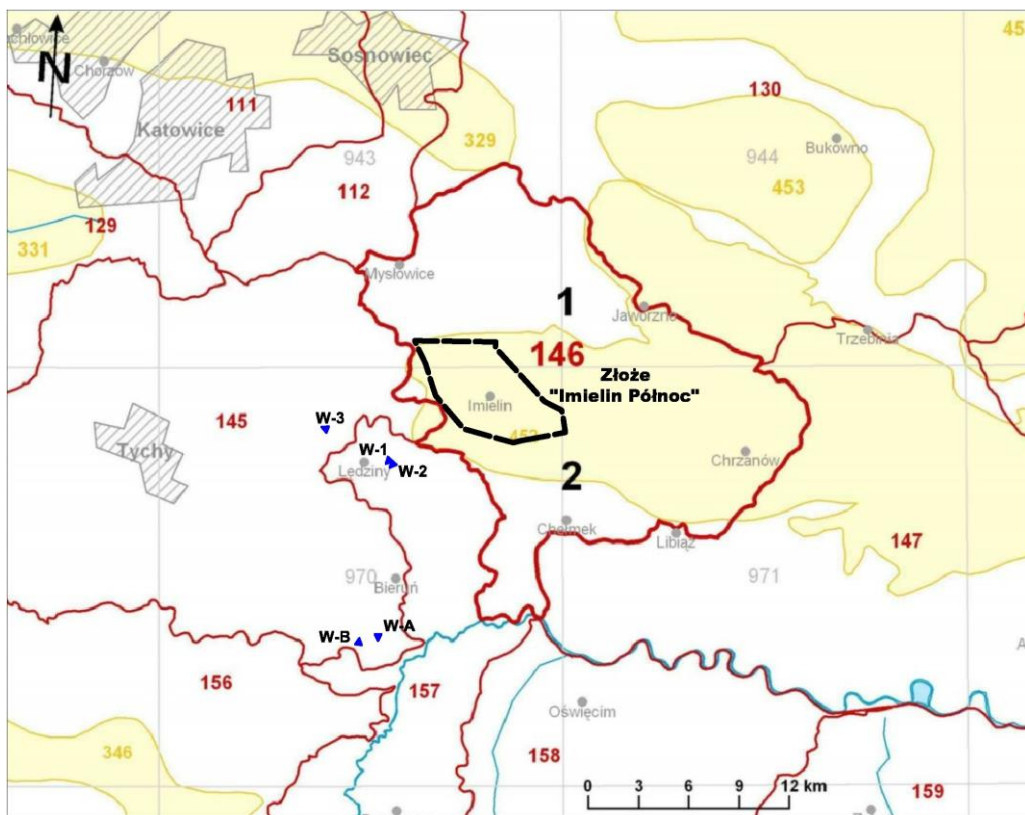 45
Sosnowiec
N
Chorzów
130
111
Katowice
329
Bukowno
943
944
112
453
129
331
Mysłowice
1
Jaworzno
Trzebinia
146
Złoże
"Imielin Północ"
Imielin
145
W-3
452
Tychy
W-1
Lędziny
W-2
Chrzanów
2
Chełmek
Libiąż
147
970
971
Bieruń
W-A
W-B
A
156
157
Oświęcim
158
346
0 3 6 9 12 km
159